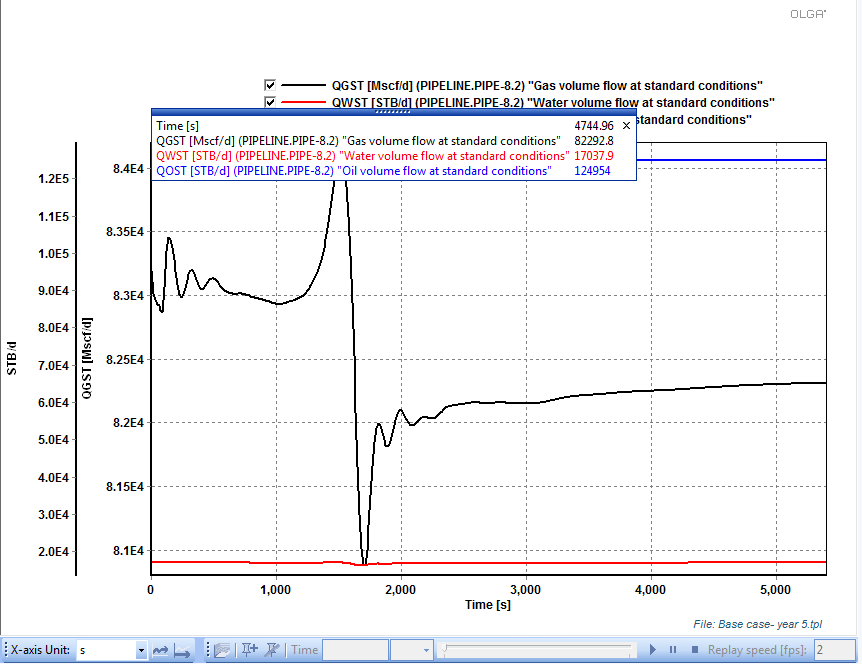 OLGA
QGST [Mscf/d] (PIPELINE.PIPE-8.2) "Gas volume flow at standard conditions"
QWST [STB/d] (PIPELINE.PIPE-8.2) "Water volume flow at standard conditions"
standard conditions"
Time [s] 4744.96
QGST [Mscf/d] (PIPELINE.PIPE-8.2) "Gas volume flow at standard conditions" 82292.8
QWST [STB/d] (PIPELINE.PIPE-8.2) "Water volume flow at standard conditions" 17037.9
QOST [STB/d] (PIPELINE.PIPE-8.2) "Oil volume flow at standard conditions" 124954
STB/d
1.2E5
1.1E5
1.0E5
9.0E4
8.0E4
7.0E4
6.0E4
5.0E4
4.0E4
3.0E4
2.0E4
QGST [Mscf/d]
8.4E4
8.35E4
8.3E4
8.25E4
8.2E4
8.15E4
8.1E4
0 1,000 2,000 3,000 4,000 5,000
Time [s]
File: Base case- year 5.tpl
X-axis Unit: s Time Replay speed [fps]: 2